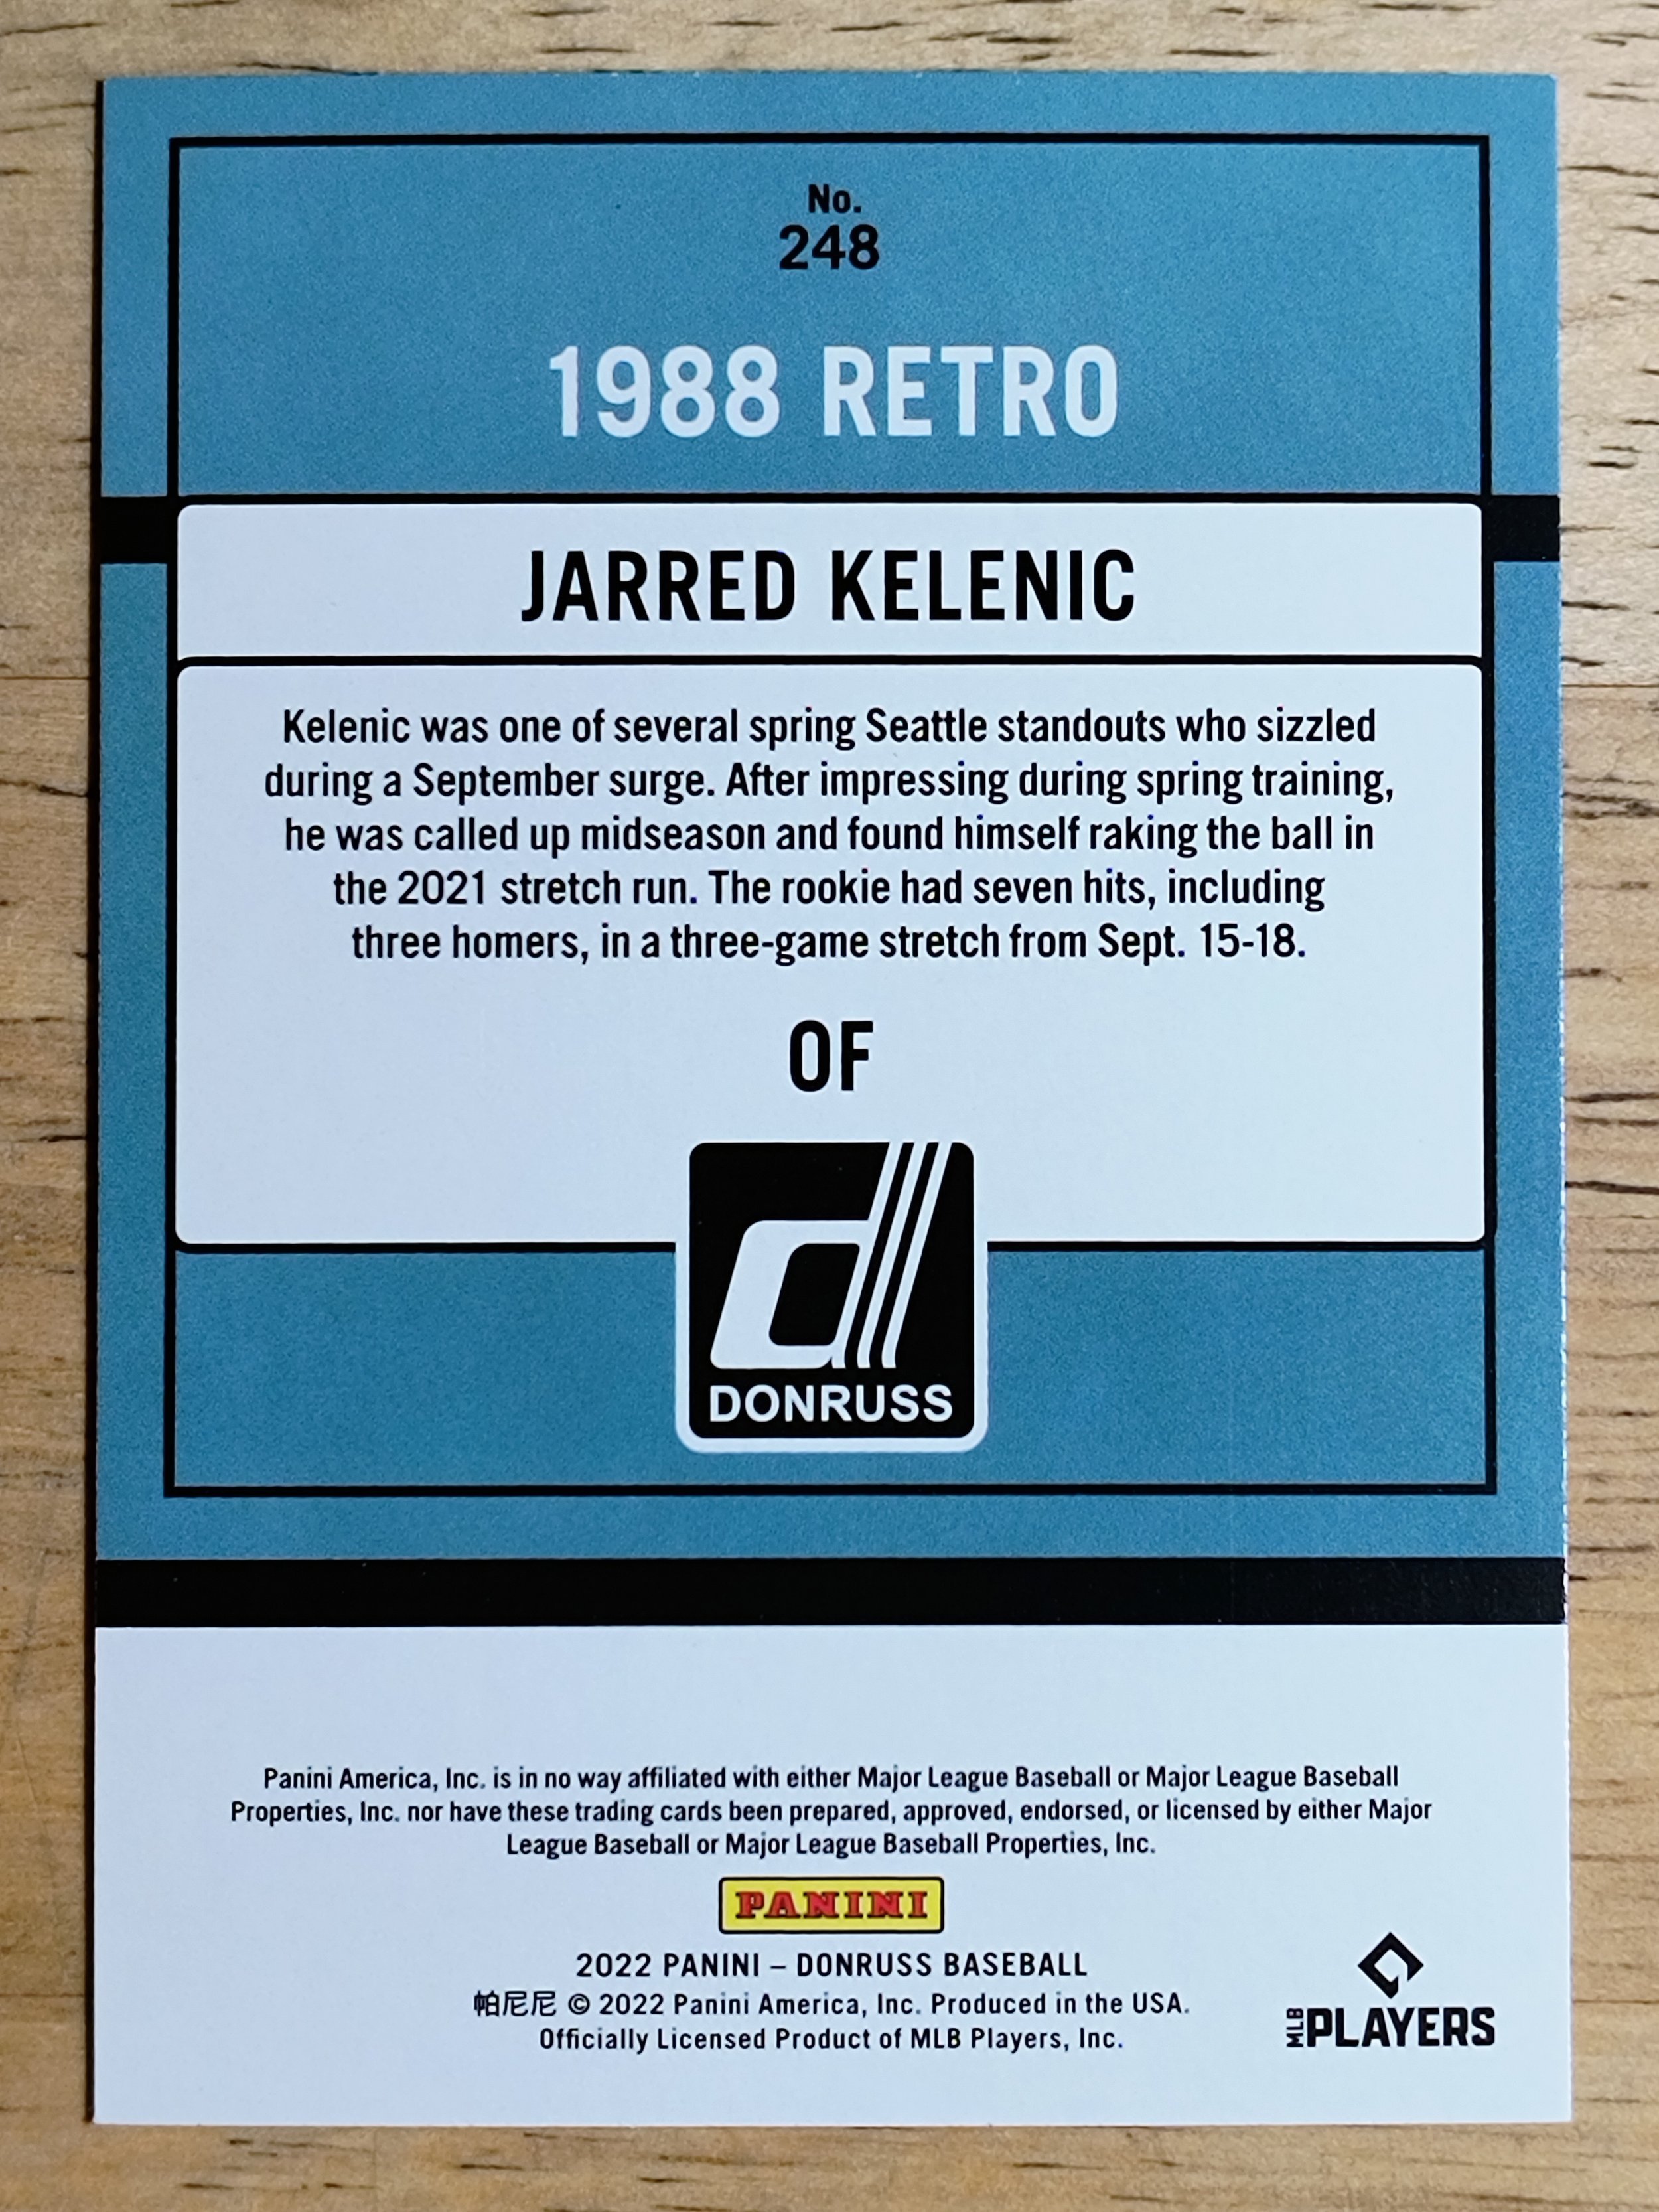 No.
248
1988 RETRO
JARRED KELENIC
Kelenic was one of several spring Seattle standouts who sizzled
during a September surge. After impressing during spring training,
he was called up midseason and found himself raking the ball in
the 2021 stretch run. The rookie had seven hits, including
three homers, in a three-game stretch from Sept. 15-18.
OF
d
DONRUSS
Panini America, Inc. is in no way affiliated with either Major League Baseball or Major League Baseball
Properties, Inc. nor have these trading cards been prepared, approved, endorsed, or licensed by either Major
League Baseball or Major League Baseball Properties, Inc.
PANINI
2022 PANINI – DONRUSS BASEBALL
帕尼尼 © 2022 Panini America, Inc. Produced in the USA.
Officially Licensed Product of MLB Players, Inc.
MLB PLAYERS